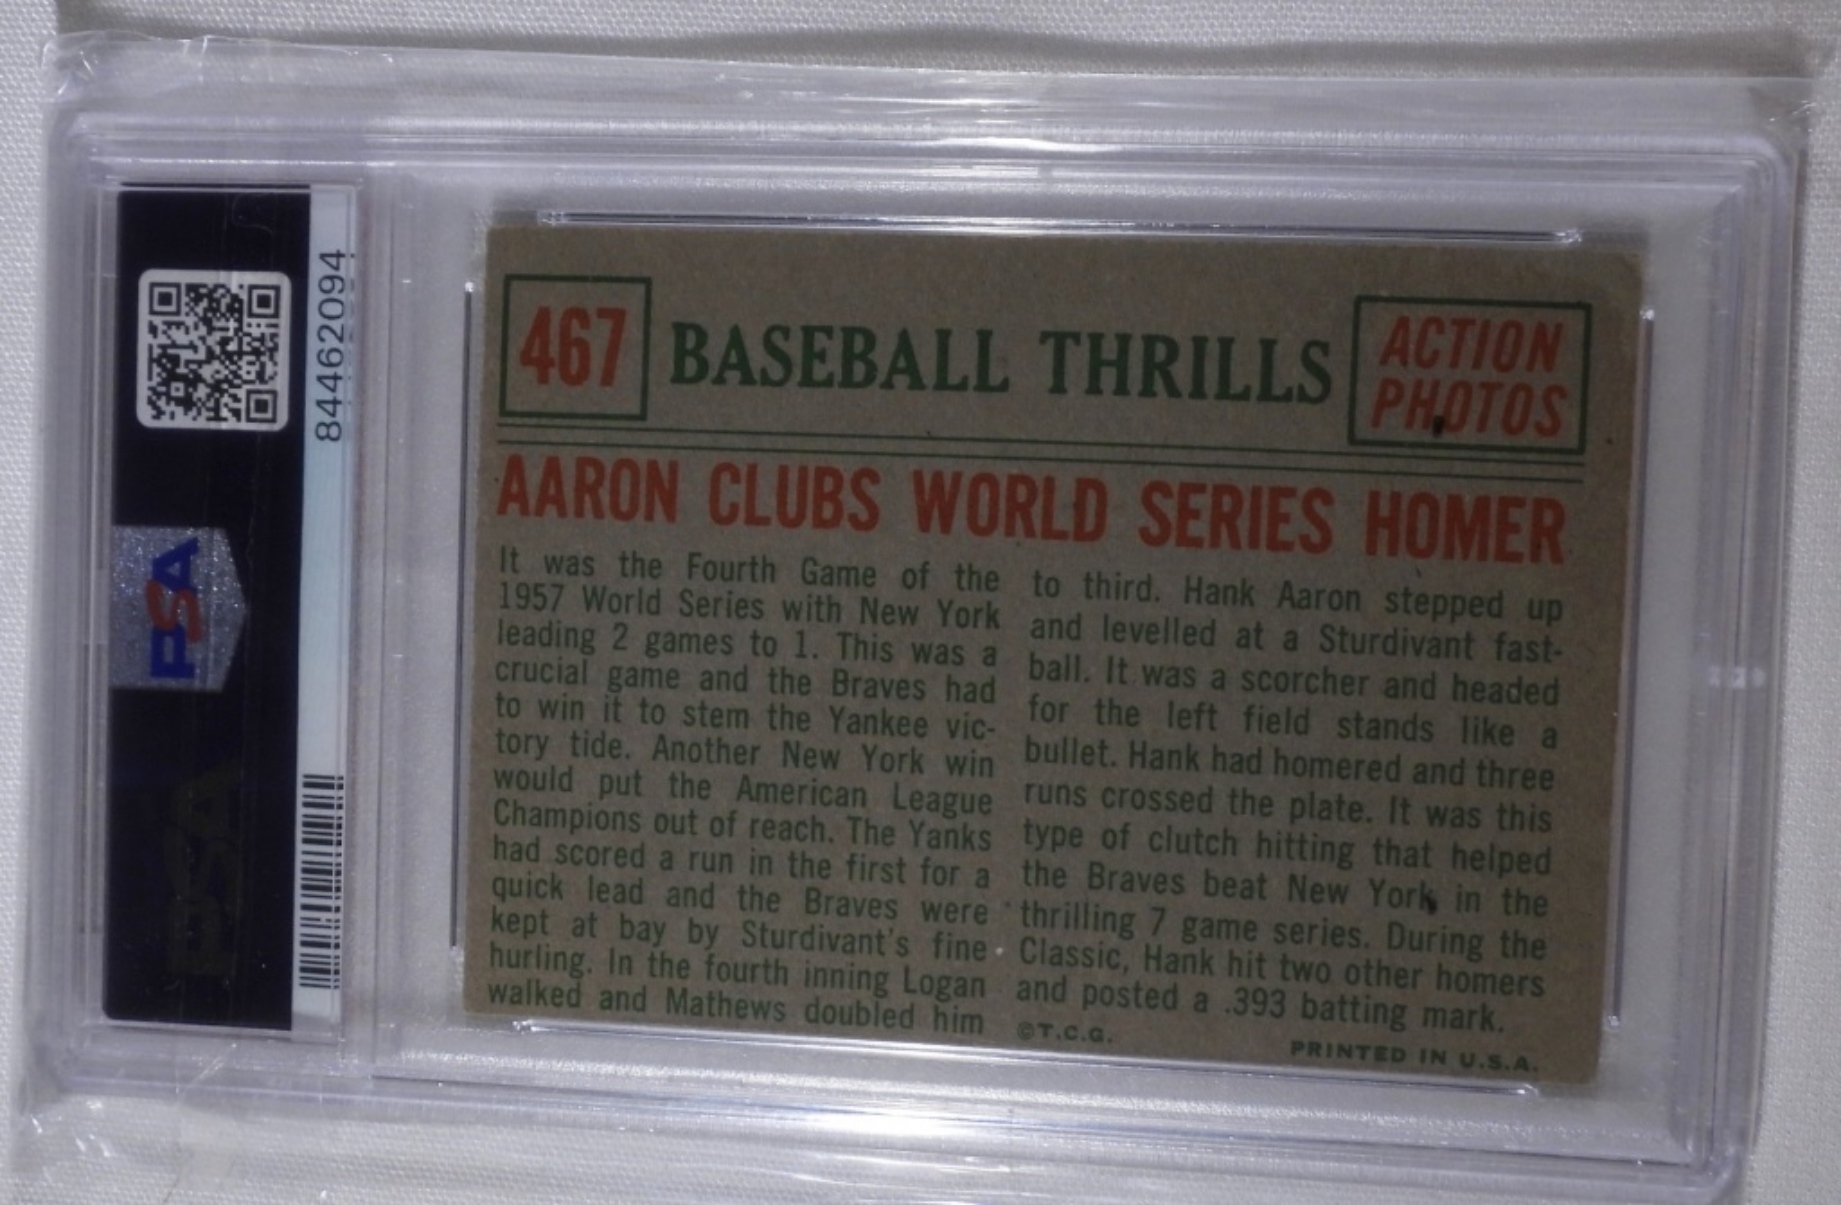 84462094
PSA
PSA
467
BASEBALL THRILLS
ACTION
PHOTOS
AARON CLUBS WORLD SERIES HOMER
It was the Fourth Game of the
1957 World Series with New York
leading 2 games to 1. This was a
crucial game and the Braves had
to win it to stem the Yankee vic-
tory tide. Another New York win
would put the American League
Champions out of reach. The Yanks
had scored a run in the first for a
quick lead and the Braves were
kept at bay by Sturdivant's fine
hurling. In the fourth inning Logan
walked and Mathews doubled him
to third. Hank Aaron stepped up
and levelled at a Sturdivant fast-
ball. It was a scorcher and headed
for the left field stands like a
bullet. Hank had homered and three
runs crossed the plate. It was this
type of clutch hitting that helped
the Braves beat New York in the
thrilling 7 game series. During the
Classic, Hank hit two other homers
and posted a .393 batting mark.
©T.C.G.
PRINTED IN U.S.A.